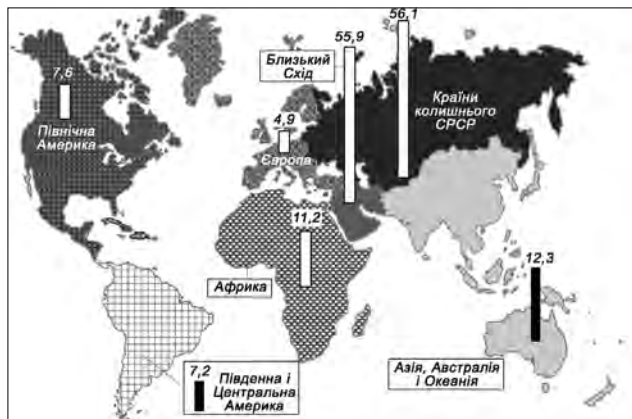 7,6
Північна
Америка
4,9
Європа
55,9
Близький
Схід
56,1
Країни
колишнього
СРСР
11,2
Африка
12,3
Азія, Австралія
і Океанія
7,2
Південна і
Центральна
Америка